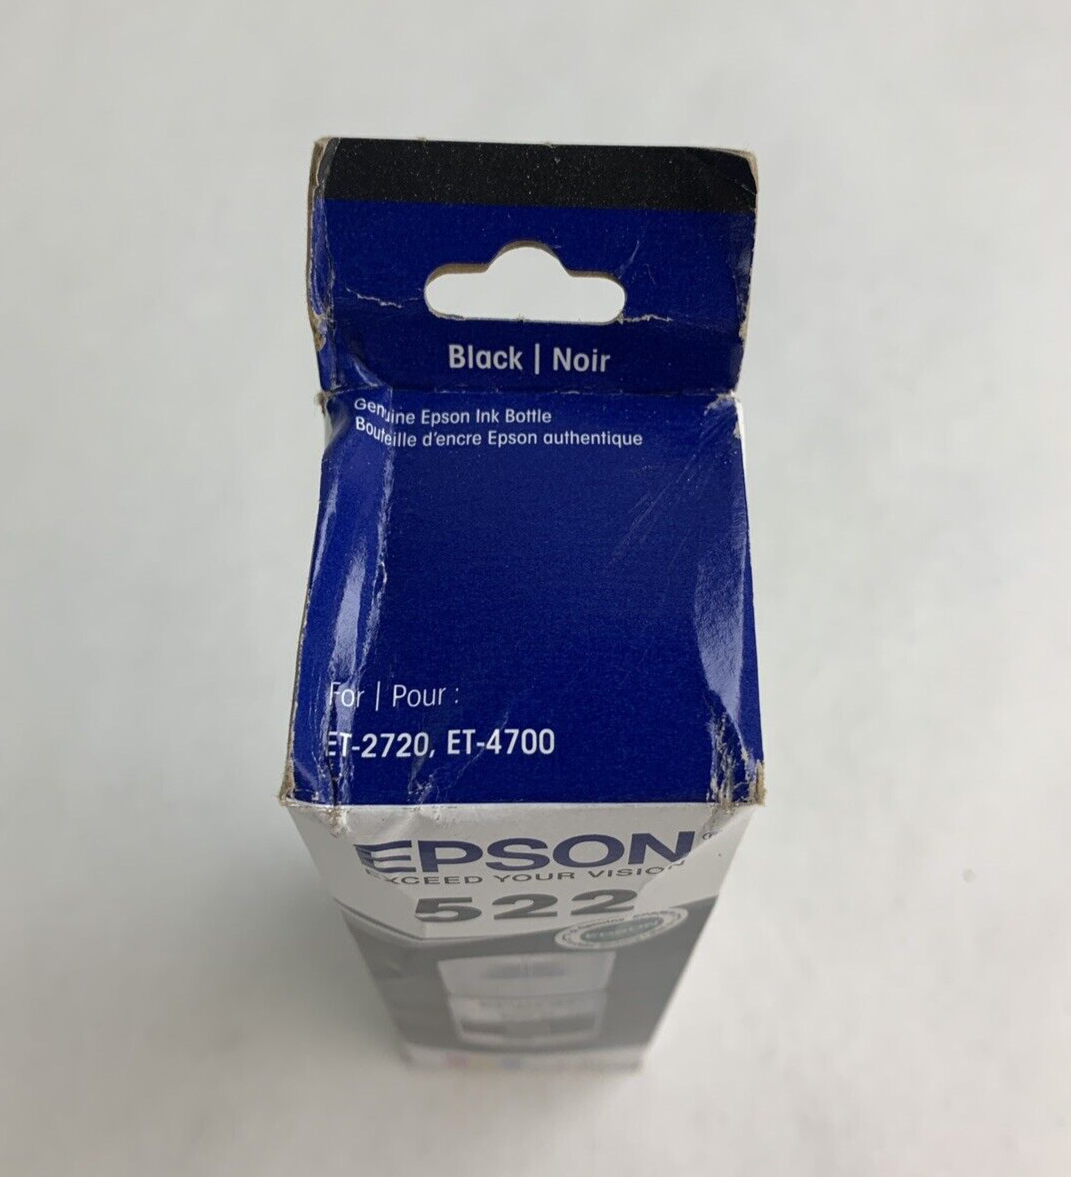 Black | Noir
Genuine Epson Ink Bottle
Bouteille d'encre Epson authentique
For | Pour :
ET-2720, ET-4700
EPSON®
EXCEED YOUR VISION
522
EPSON